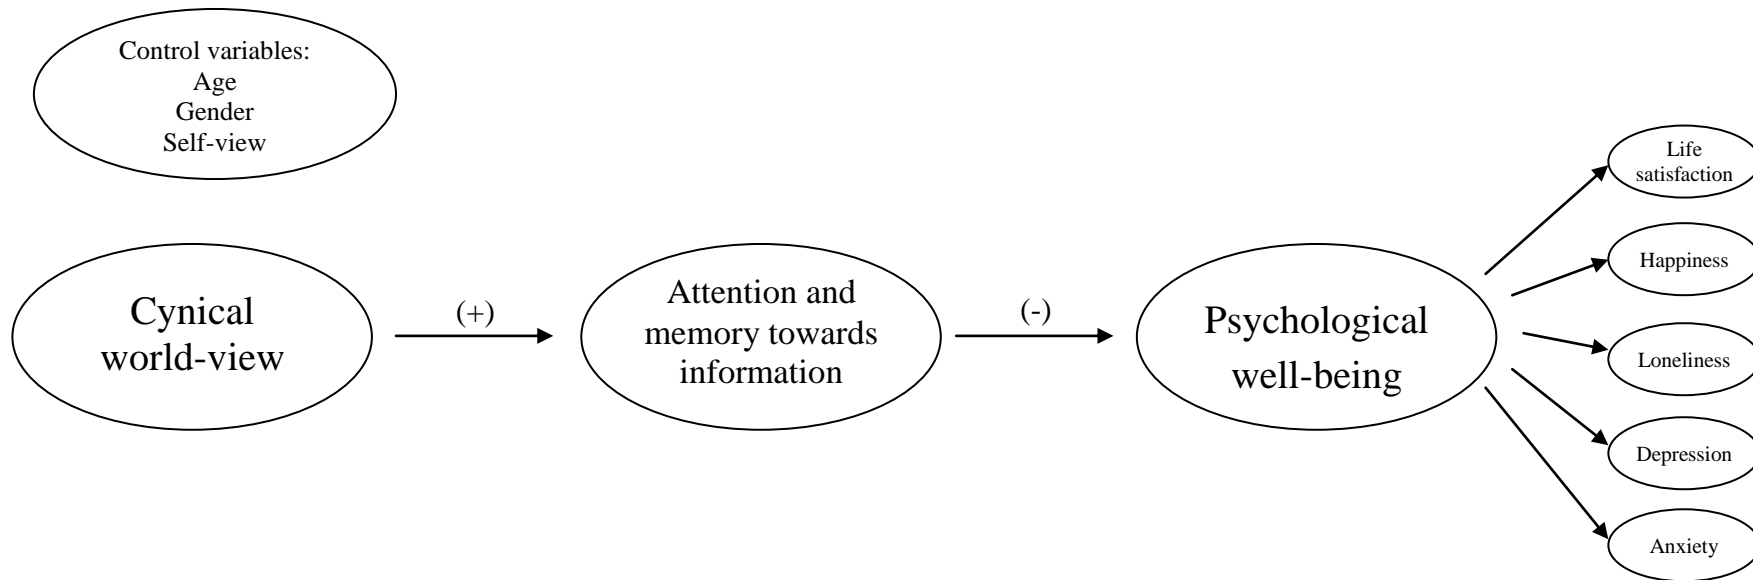 Control variables:
Age
Gender
Self-view
Cynical
world-view
(+)
Attention and
memory towards
information
(-)
Psychological
well-being
Life
satisfaction
Happiness
Loneliness
Depression
Anxiety